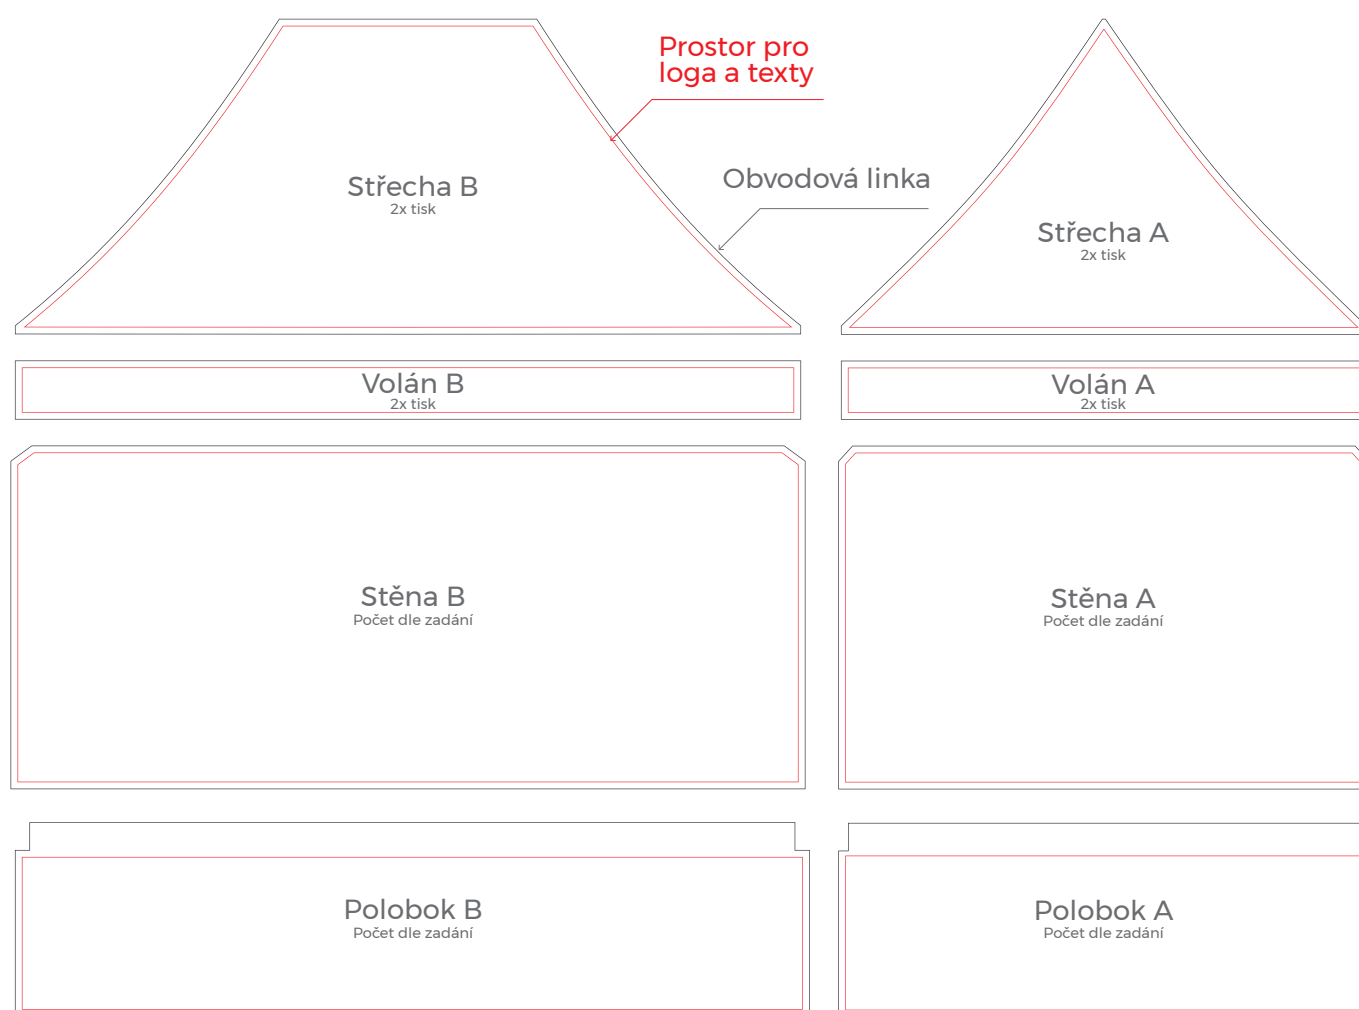 Prostor pro
loga a texty
Obvodová linka
Střecha B
2x tisk
Střecha A
2x tisk
Volán B
2x tisk
Volán A
2x tisk
Stěna B
Počet dle zadání
Stěna A
Počet dle zadání
Polobok B
Počet dle zadání
Polobok A
Počet dle zadání